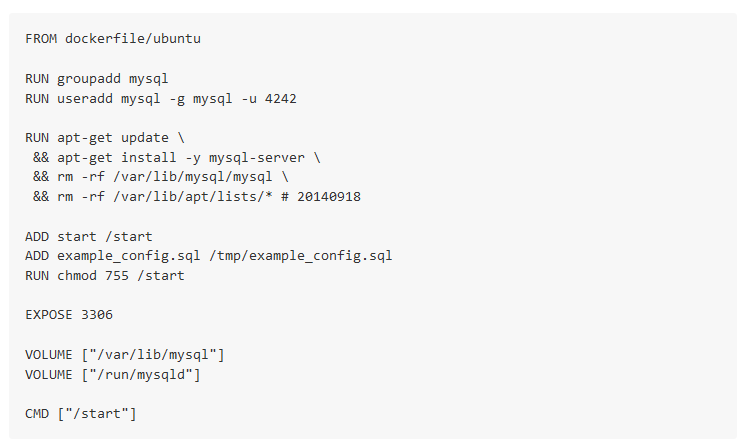 FROM dockerfile/ubuntu

RUN groupadd mysql
RUN useradd mysql -g mysql -u 4242

RUN apt-get update \
 && apt-get install -y mysql-server \
 && rm -rf /var/lib/mysql/mysql \
 && rm -rf /var/lib/apt/lists/* # 20140918

ADD start /start
ADD example_config.sql /tmp/example_config.sql
RUN chmod 755 /start

EXPOSE 3306

VOLUME ["/var/lib/mysql"]
VOLUME ["/run/mysqld"]

CMD ["/start"]